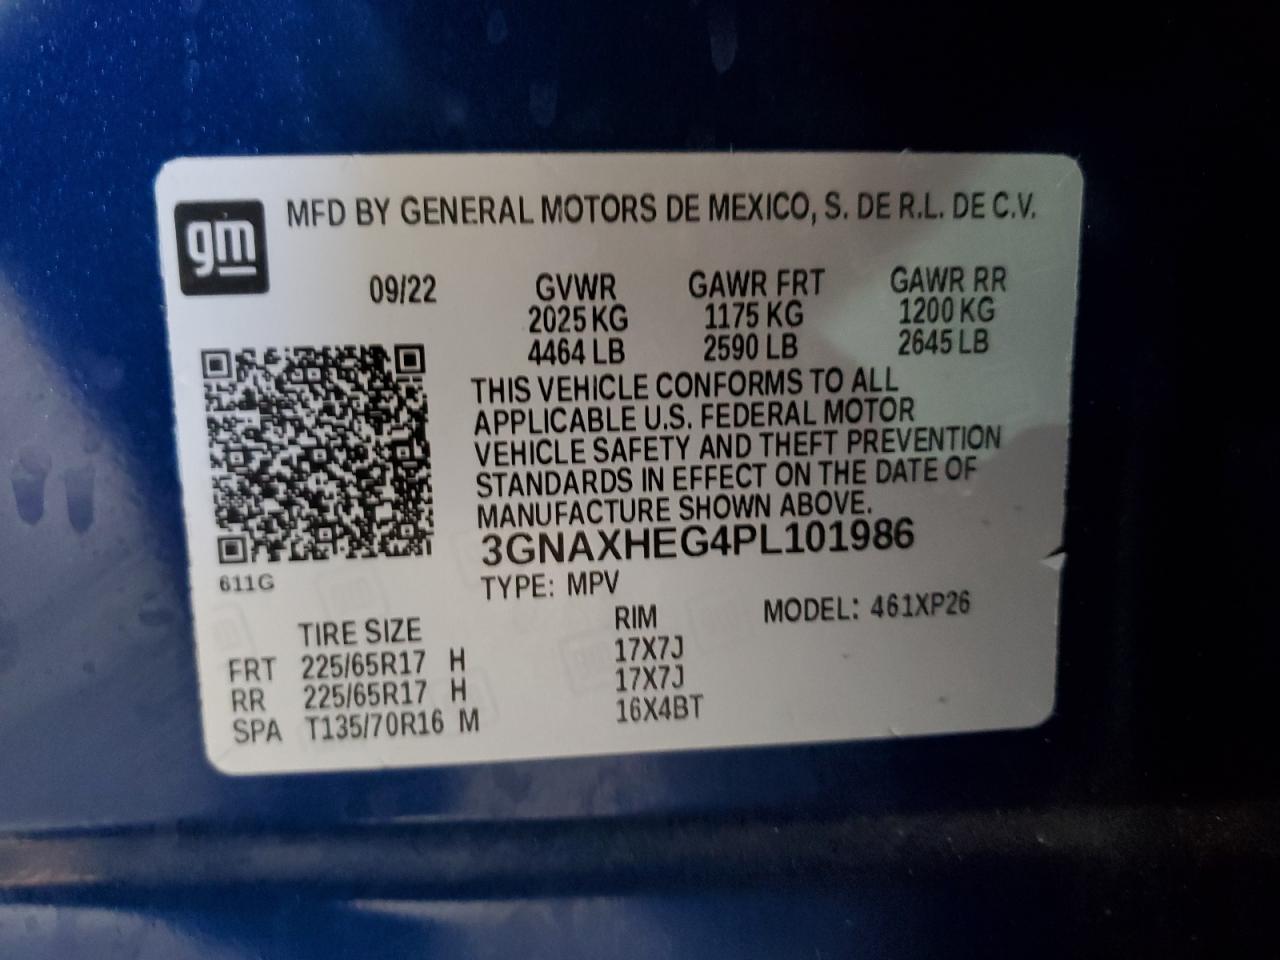 gm
MFD BY GENERAL MOTORS DE MEXICO, S. DE R.L. DE C.V.
09/22 GVWR GAWR FRT GAWR RR
2025 KG 1175 KG 1200 KG
4464 LB 2590 LB 2645 LB
THIS VEHICLE CONFORMS TO ALL
APPLICABLE U.S. FEDERAL MOTOR
VEHICLE SAFETY AND THEFT PREVENTION
STANDARDS IN EFFECT ON THE DATE OF
MANUFACTURE SHOWN ABOVE.
3GNAXHEG4PL101986
611G
TYPE: MPV MODEL: 461XP26
TIRE SIZE RIM
FRT 225/65R17 H 17X7J
RR 225/65R17 H 17X7J
SPA T135/70R16 M 16X4BT